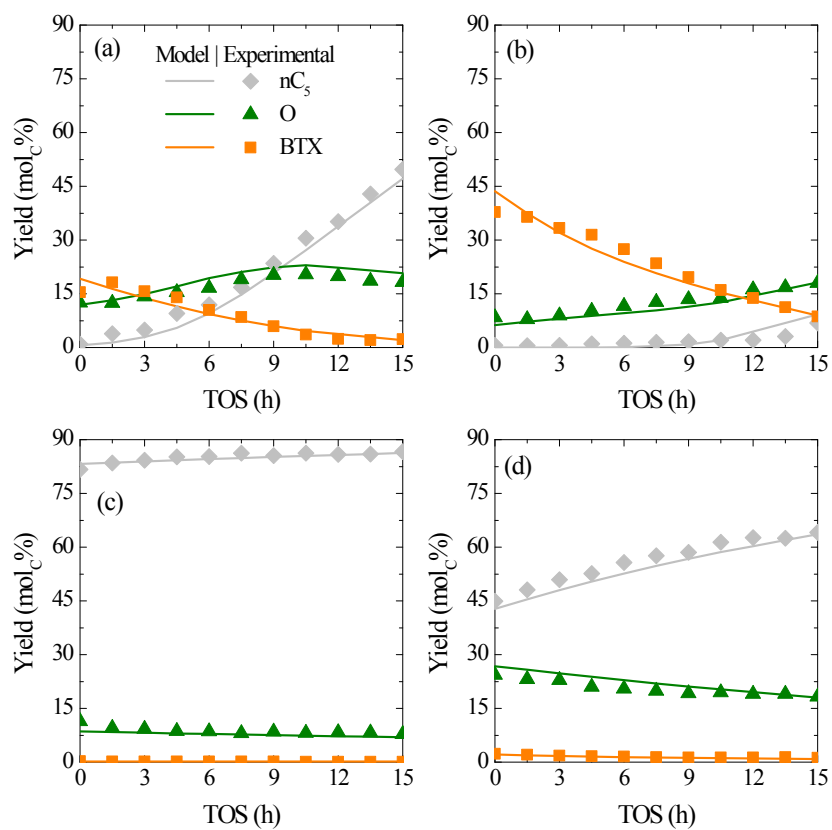 (a)
Model | Experimental
nC5
O
BTX
90
75
60
45
30
15
0
Yield (molC%)
0 3 6 9 12 15
TOS (h)
(b)
90
75
60
45
30
15
0
Yield (molC%)
0 3 6 9 12 15
TOS (h)
(c)
90
75
60
45
30
15
0
Yield (molC%)
0 3 6 9 12 15
TOS (h)
(d)
90
75
60
45
30
15
0
Yield (molC%)
0 3 6 9 12 15
TOS (h)